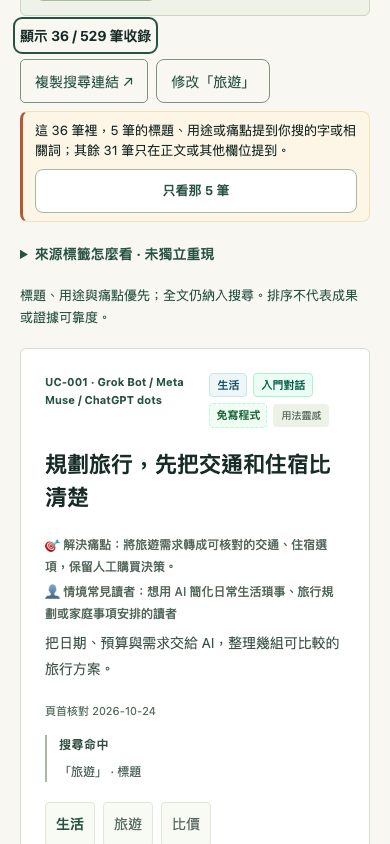 顯示 36 / 529 筆收錄
複製搜尋連結 ↗
修改「旅遊」
這 36 筆裡，5 筆的標題、用途或痛點提到你搜的字或相
關詞；其餘 31 筆只在正文或其他欄位提到。
只看那 5 筆
▶ 來源標籤怎麼看 · 未獨立重現
標題、用途與痛點優先；全文仍納入搜尋。排序不代表成果
或證據可靠度。
UC-001 · Grok Bot / Meta
Muse / ChatGPT dots
生活
入門對話
免寫程式
用法靈感
規劃旅行，先把交通和住宿比
清楚
🎯 解決痛點：將旅遊需求轉成可核對的交通、住宿選
項，保留人工購買決策。
👤 情境常見讀者：想用 AI 簡化日常生活瑣事、旅行規
劃或家庭事項安排的讀者
把日期、預算與需求交給 AI，整理幾組可比較的
旅行方案。
頁首核對 2026-10-24
搜尋命中
「旅遊」 · 標題
生活
旅遊
比價